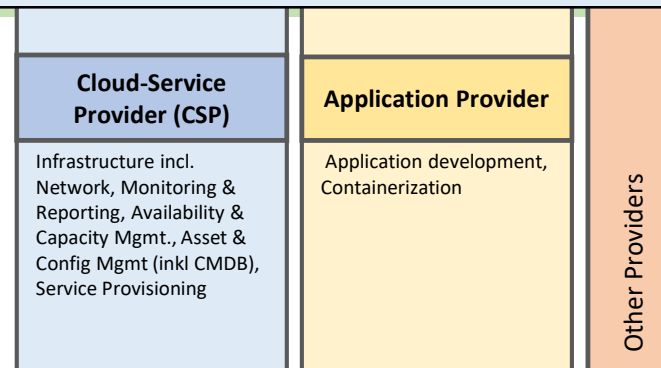 Cloud-Service
Provider (CSP)
Application Provider
Infrastructure incl.
Network, Monitoring &
Reporting, Availability &
Capacity Mgmt., Asset &
Config Mgmt (inkl CMDB),
Service Provisioning
Application development,
Containerization
Other Providers